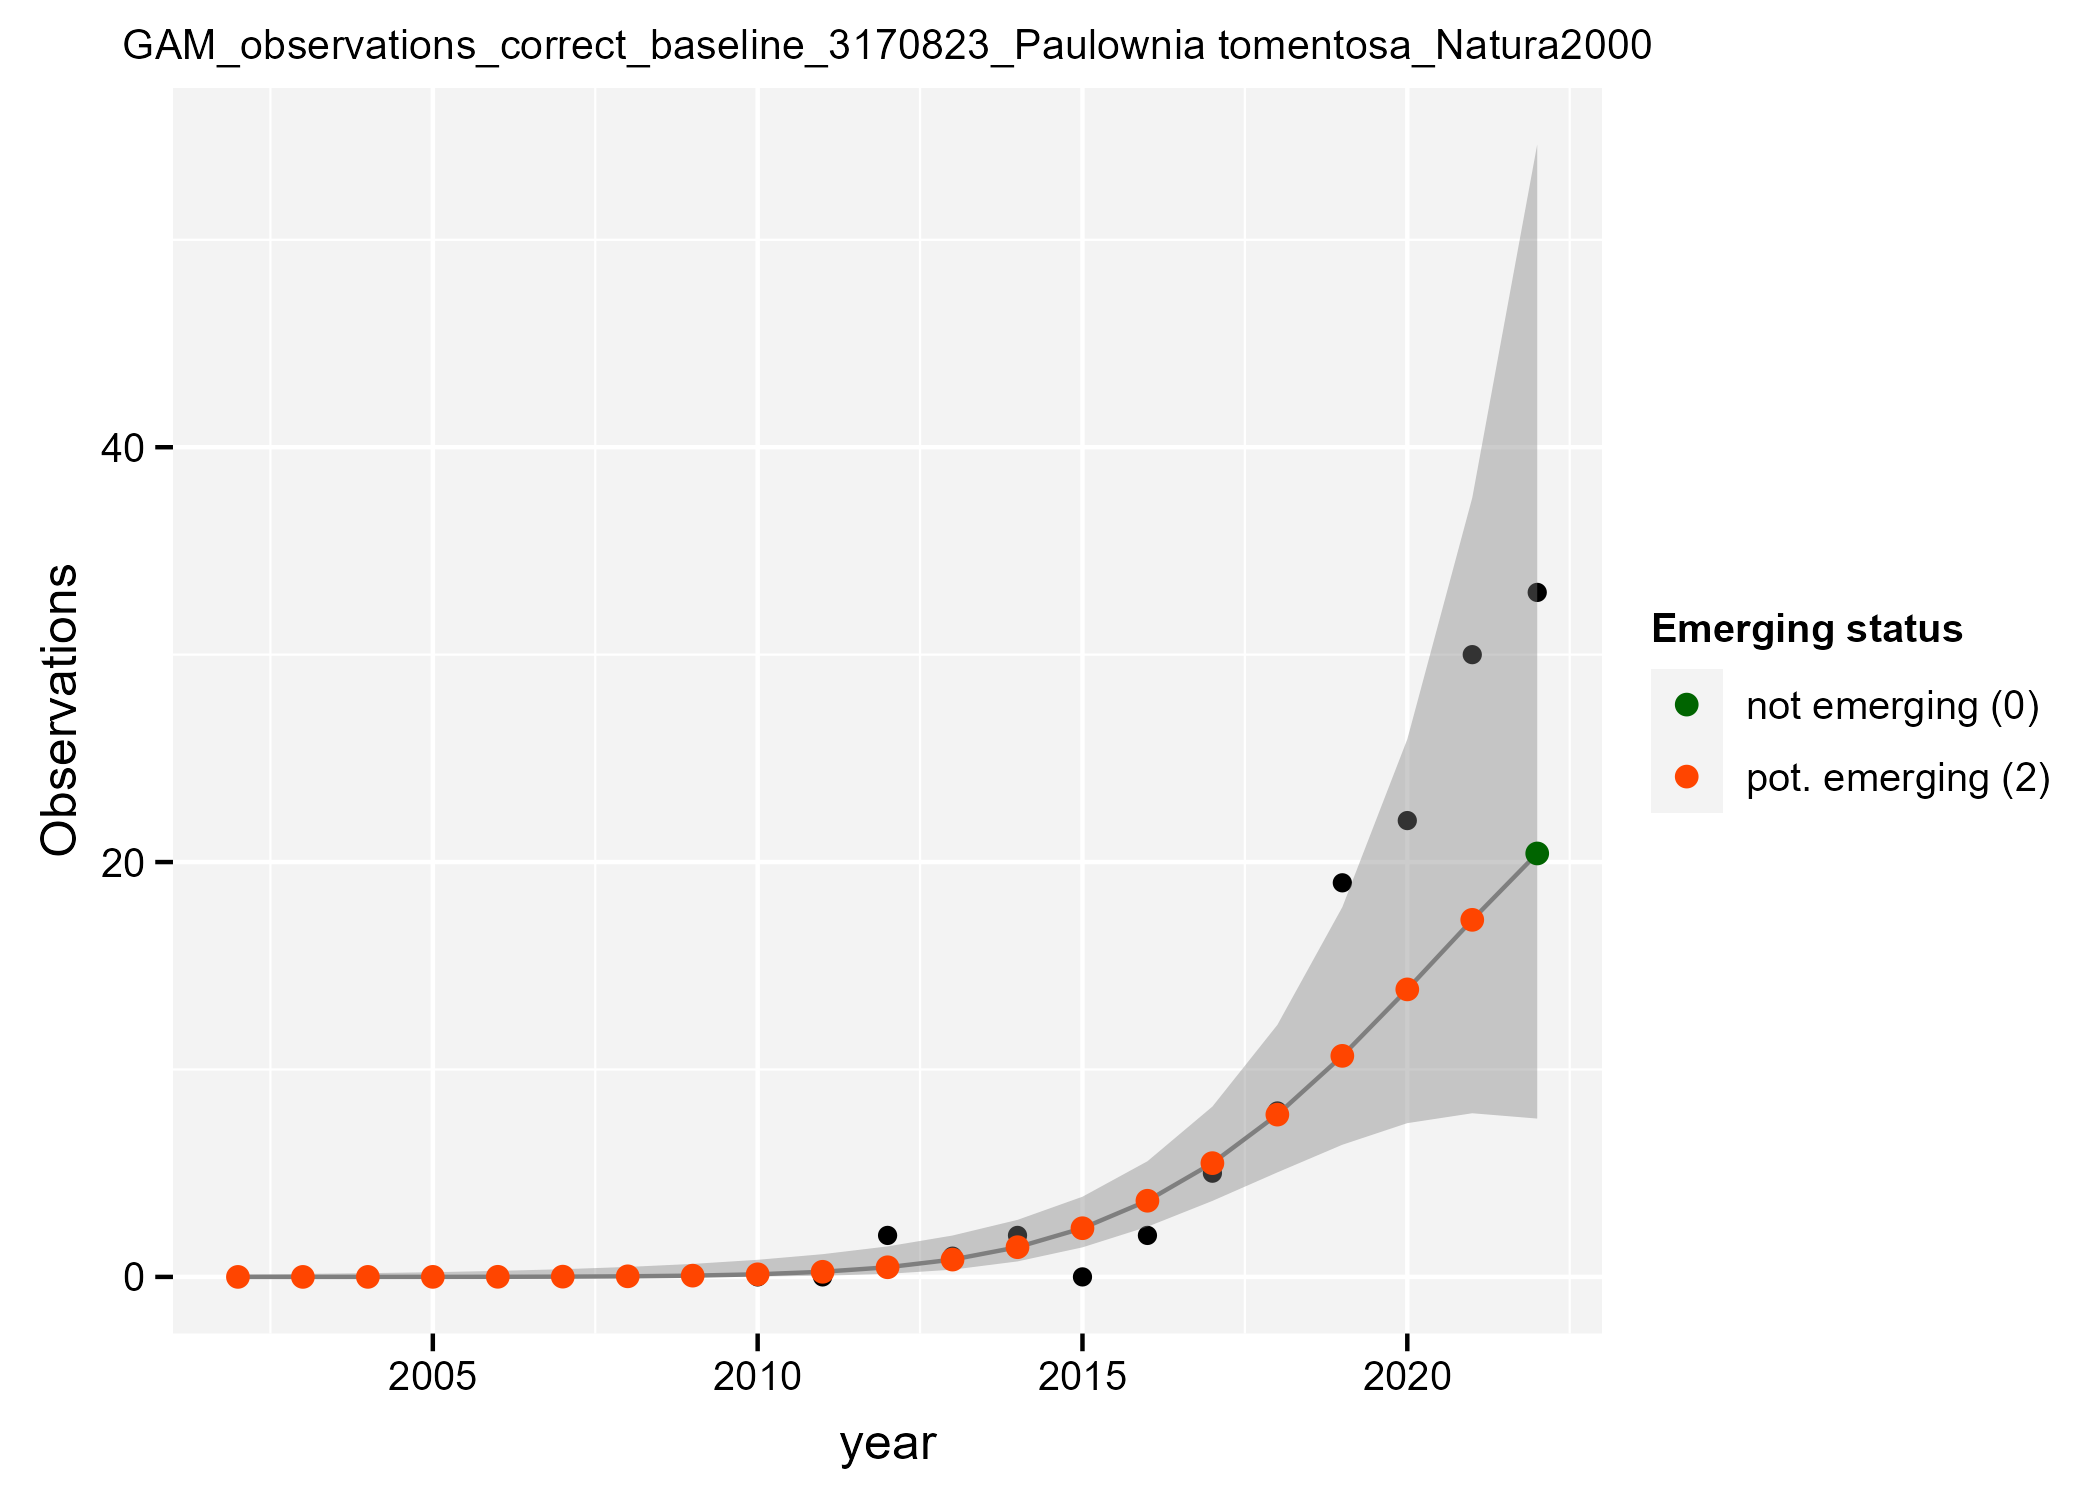 GAM_observations_correct_baseline_3170823_Paulownia tomentosa_Natura2000
Observations
40
20
0
2005 2010 2015 2020
year
Emerging status
not emerging (0)
pot. emerging (2)